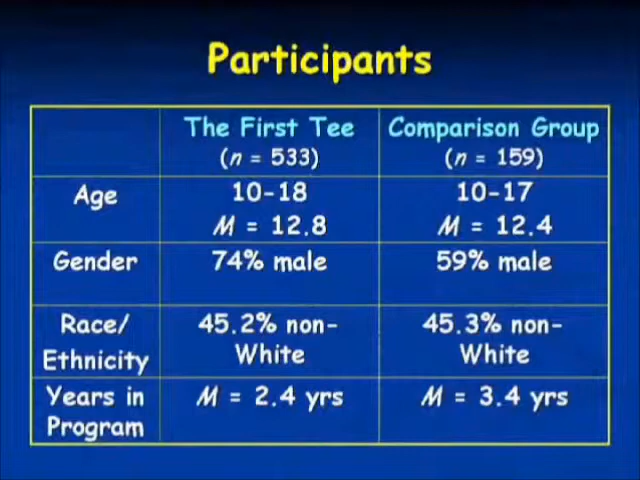 Participants
The First Tee
(n = 533)
Comparison Group
(n = 159)
Age
10-18
M = 12.8
10-17
M = 12.4
Gender
74% male
59% male
Race/
Ethnicity
45.2% non-
White
45.3% non-
White
Years in
Program
M = 2.4 yrs
M = 3.4 yrs